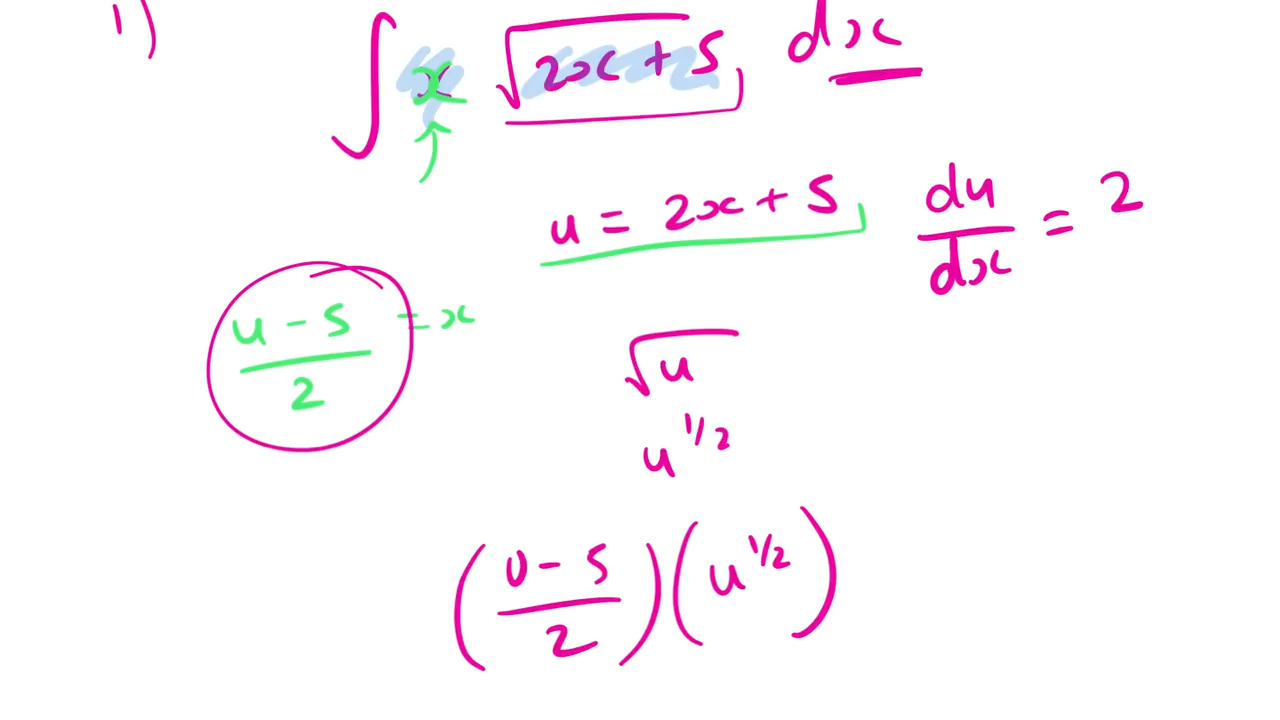 1)
∫ x √(2x + 5) dx
u = 2x + 5
du/dx = 2
(u - 5)/2 = x
√u
u^1/2
((u - 5)/2)(u^1/2)